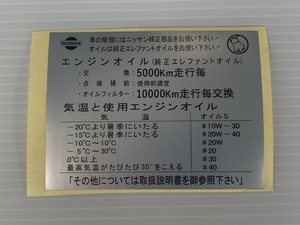 NISSAN
車の修理にはニッサン純正部品をお使い下さい!
オイルは純正エレファントオイルをお使い下さい!
エンジンオイル(純正エレファントオイル)
・交換:5000Km走行毎
・点検補給:使用前適宜
・オイルフィルター:10000Km走行毎交換
気温と使用エンジンオイル
気温 オイルS
−20℃より暑季にいたる #10W−30
−15℃より暑季にいたる #20W−40
−10℃〜10℃ #20W
−5℃〜30℃ #20
0℃以上 #30
最高気温がたびたび30°をこえる #40
「その他については取扱説明書を御参照下さい」